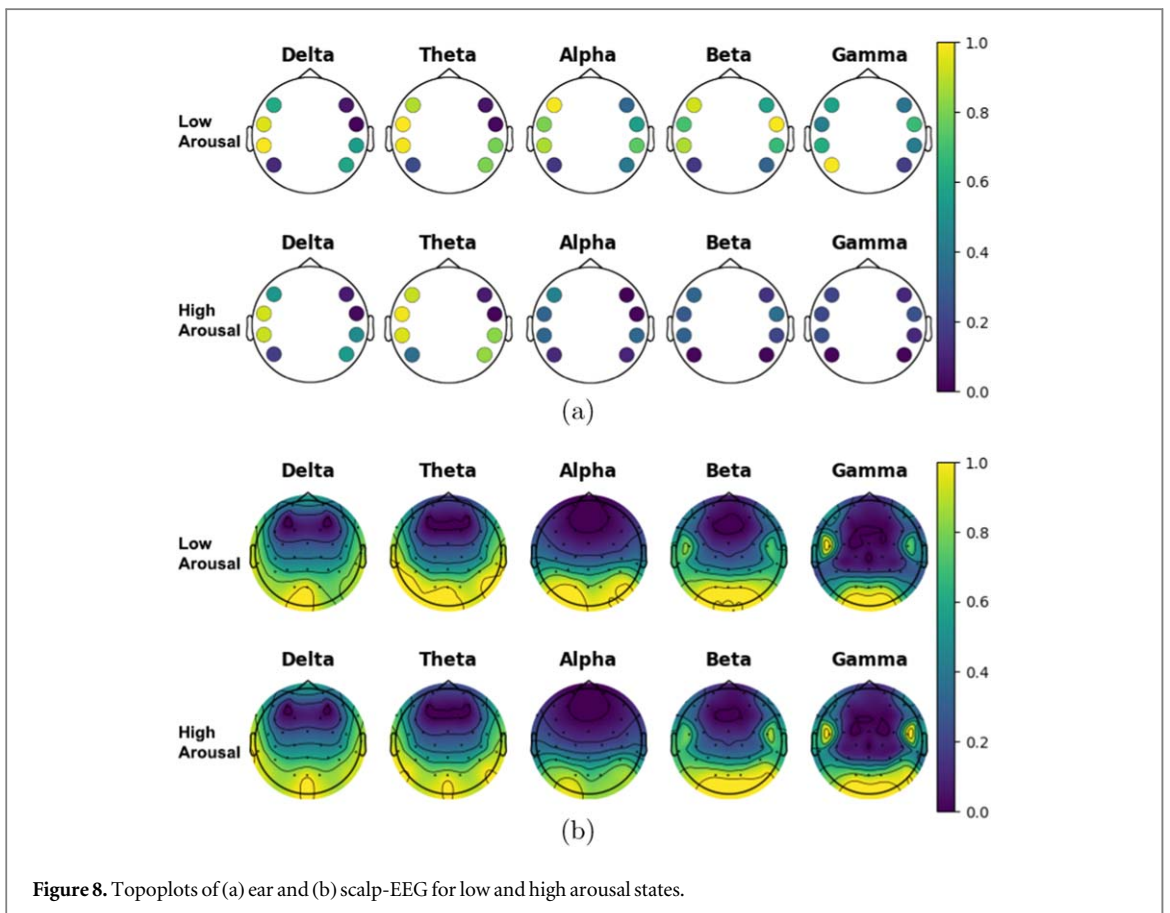 Delta Theta Alpha Beta Gamma
Low
Arousal
1.0
0.8
0.6
0.4
0.2
0.0
Delta Theta Alpha Beta Gamma
High
Arousal
(a)
Delta Theta Alpha Beta Gamma
Low
Arousal
1.0
0.8
0.6
0.4
0.2
0.0
Delta Theta Alpha Beta Gamma
High
Arousal
(b)
Figure 8. Topoplots of (a) ear and (b) scalp-EEG for low and high arousal states.